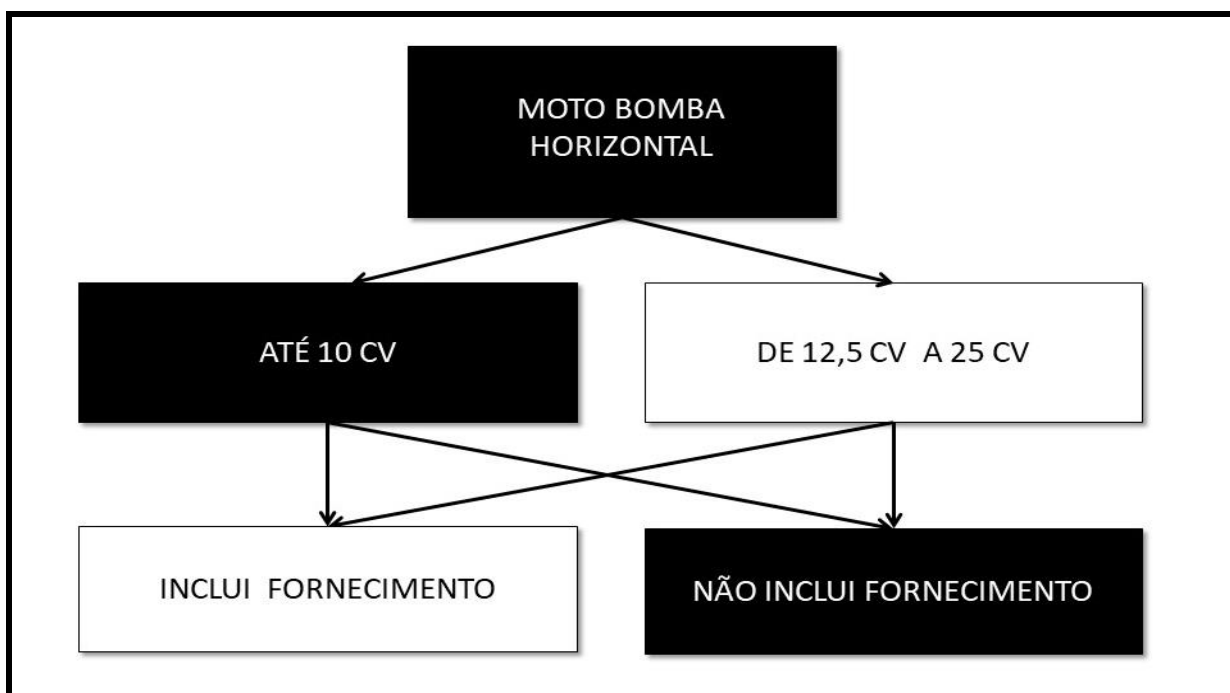 MOTO BOMBA
HORIZONTAL
ATÉ 10 CV
DE 12,5 CV A 25 CV
INCLUI FORNECIMENTO
NÃO INCLUI FORNECIMENTO